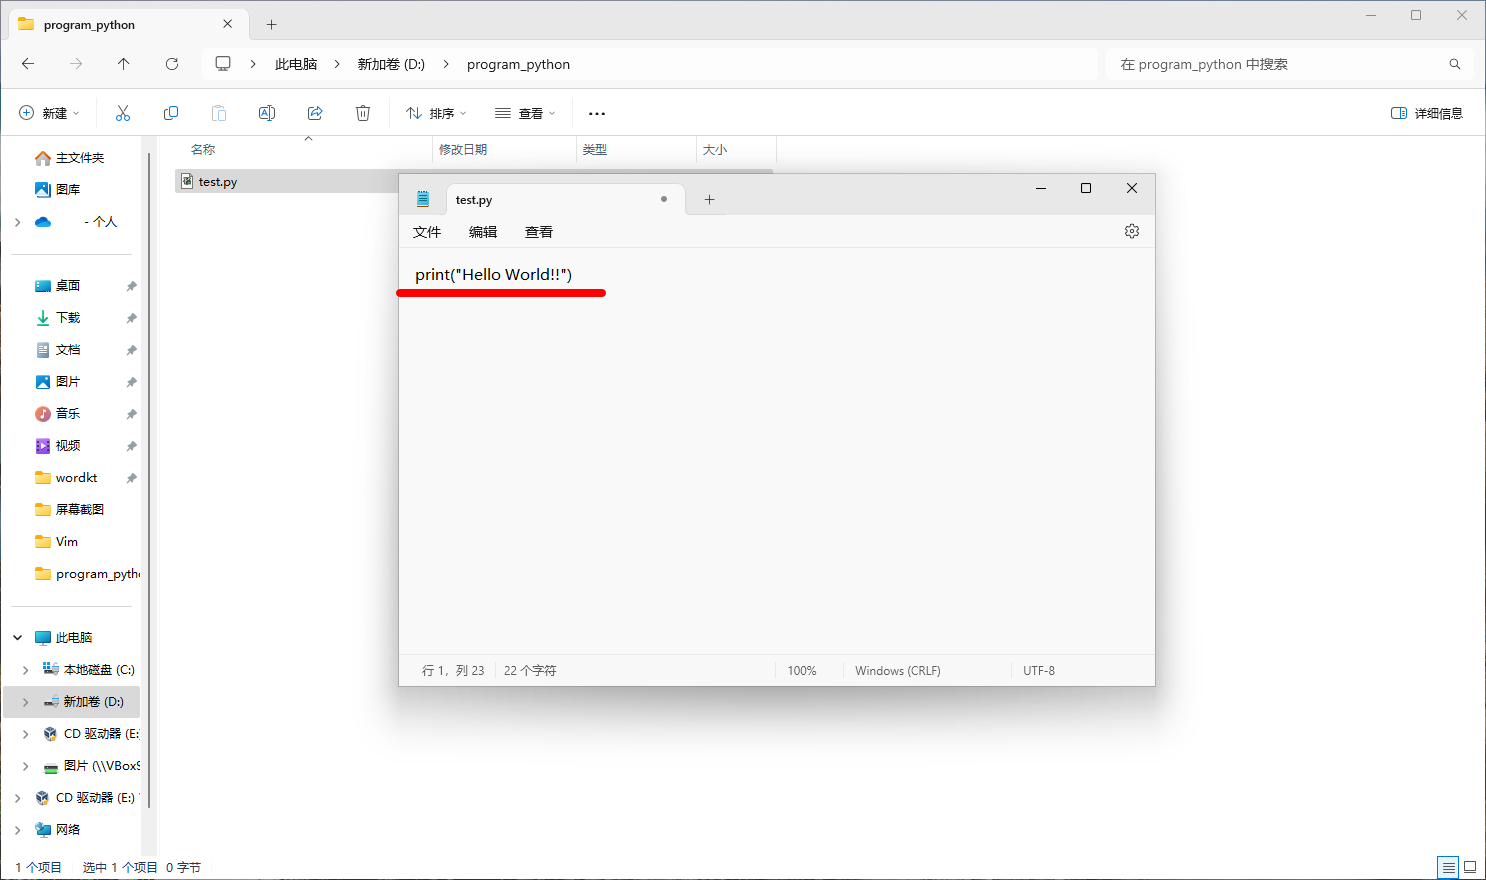 program_python
此电脑 新加卷 (D:) program_python
在 program_python 中搜索
新建 排序 查看 详细信息
名称 修改日期 类型 大小
test.py
主文件夹
图库
- 个人
桌面
下载
文档
图片
音乐
视频
wordkt
屏幕截图
Vim
program_pytho
此电脑
本地磁盘 (C:)
新加卷 (D:)
CD 驱动器 (E:
图片 (\\VBoxS
CD 驱动器 (E:)
网络
1 个项目 选中 1 个项目 0 字节
test.py
文件 编辑 查看
print("Hello World!!")
行 1，列 23 22 个字符 100% Windows (CRLF) UTF-8